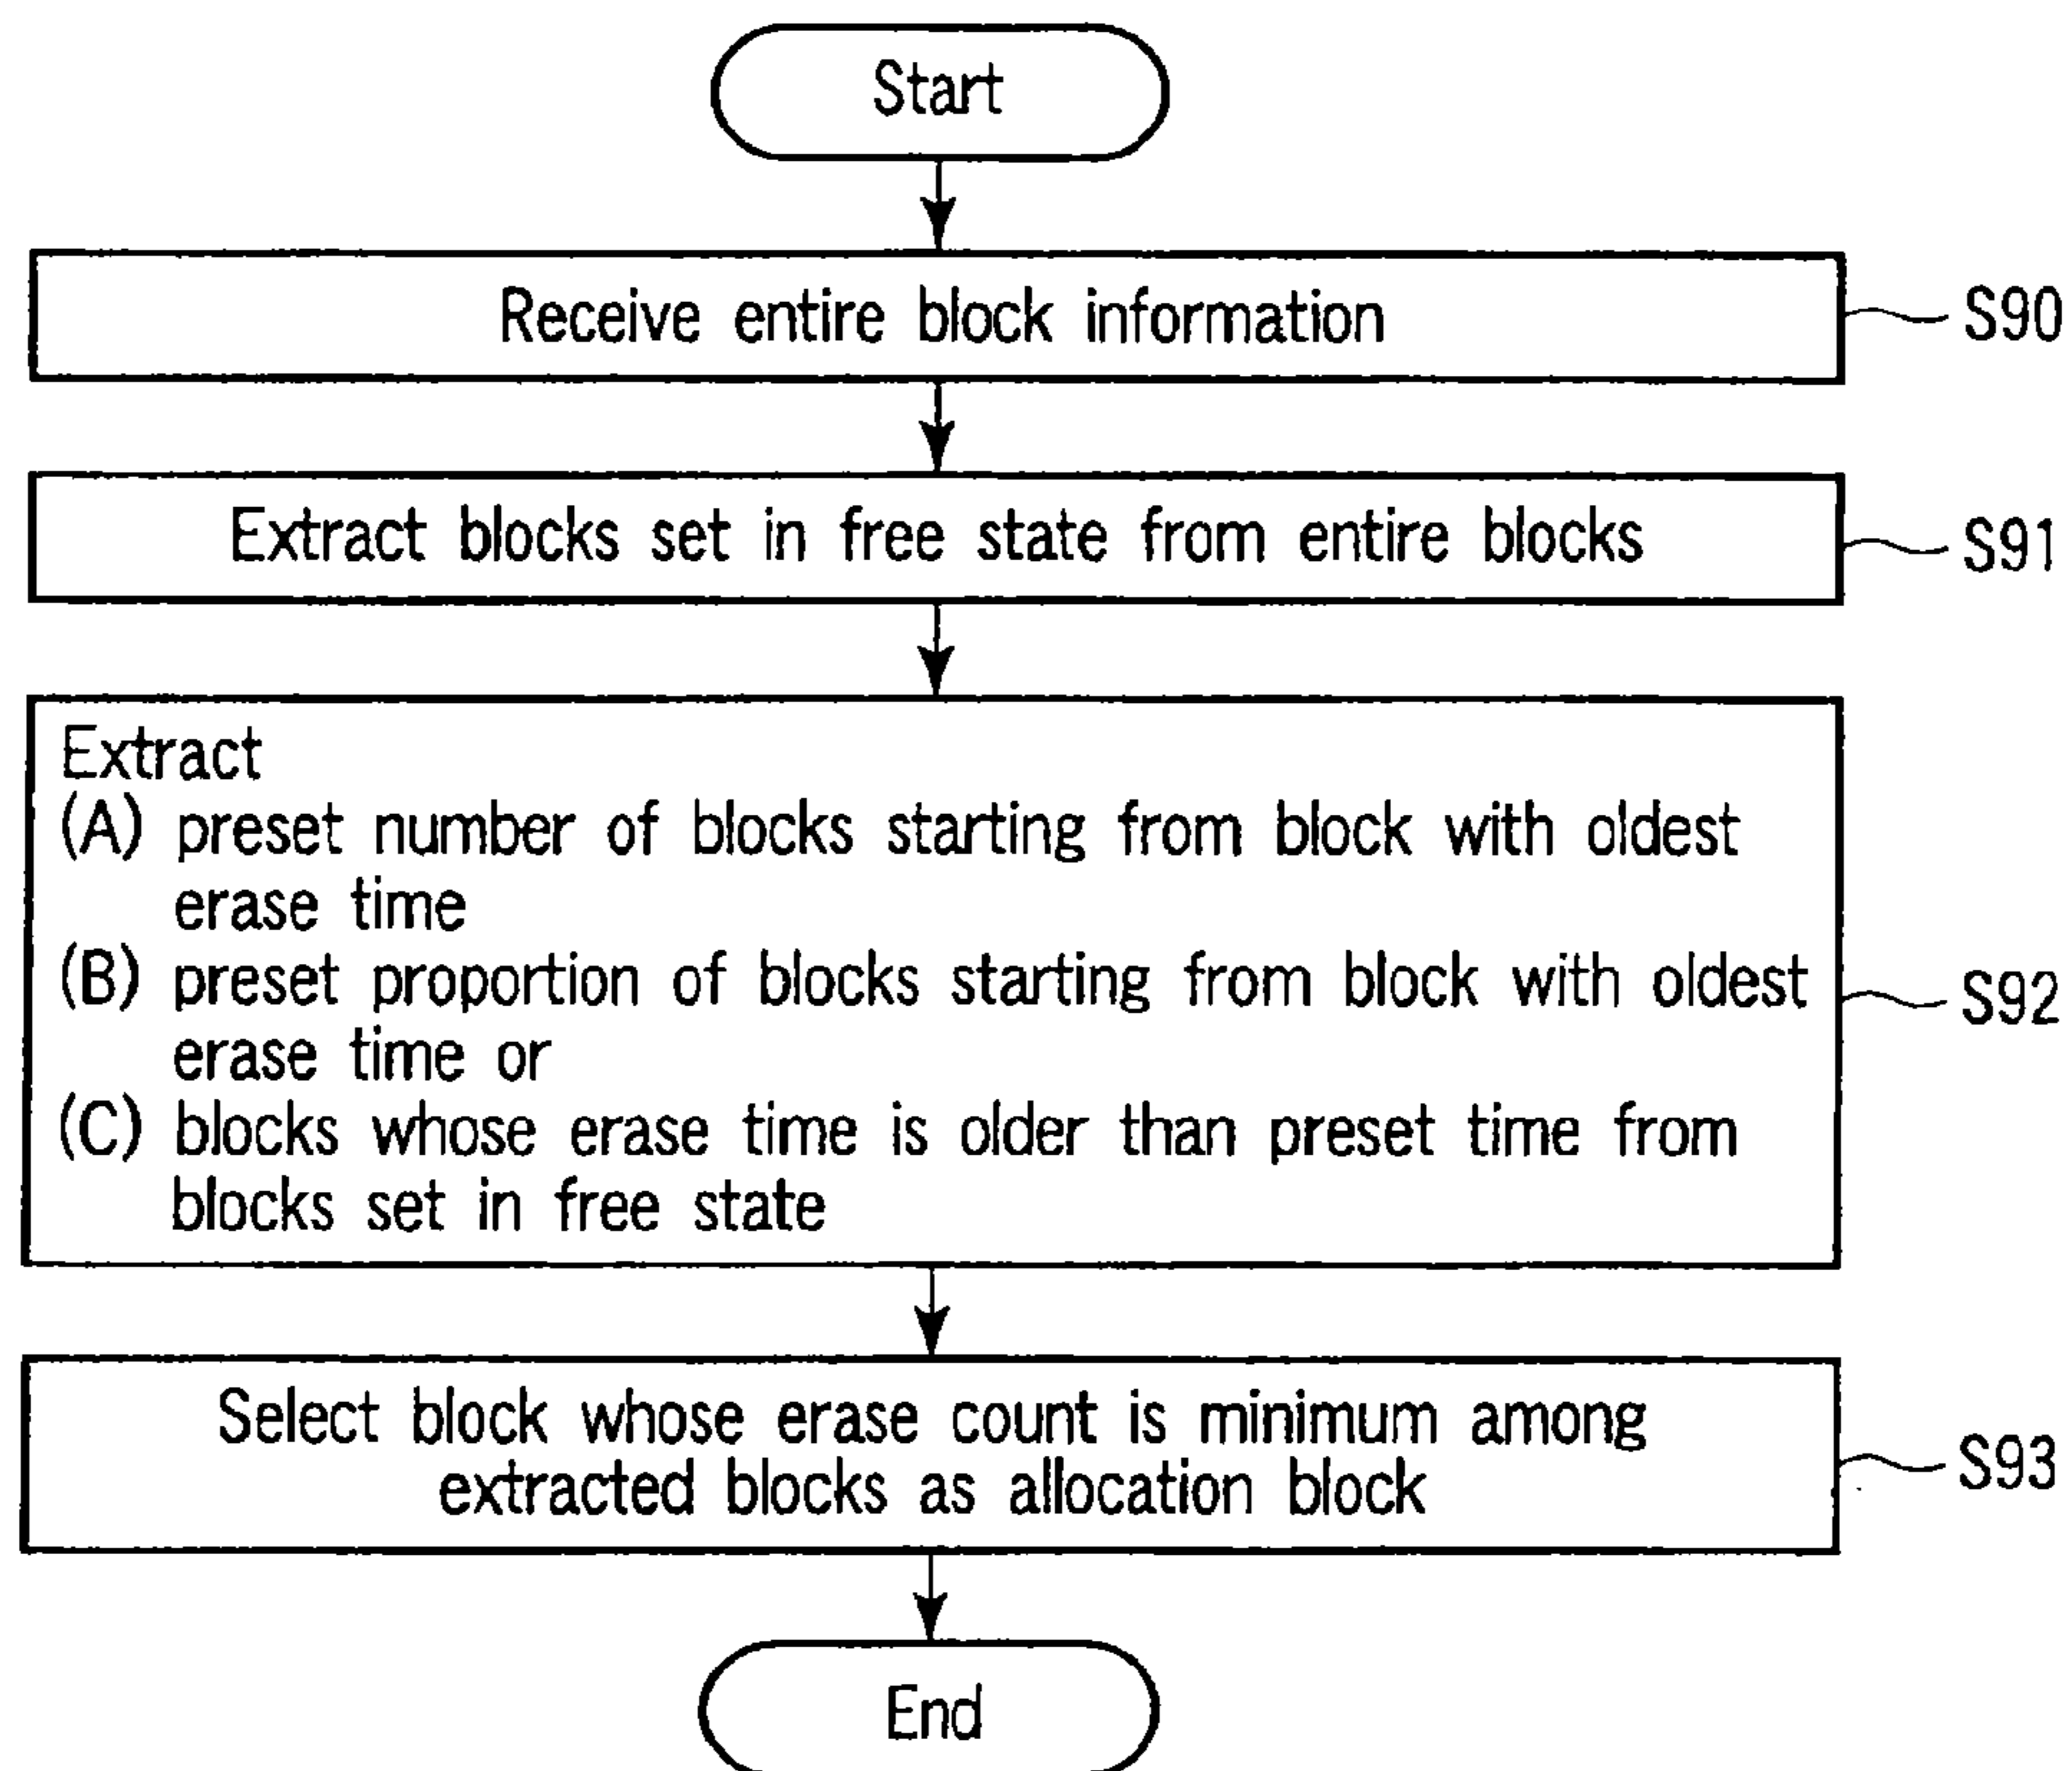 Start
Receive entire block information
S90
Extract blocks set in free state from entire blocks
S91
Extract
(A) preset number of blocks starting from block with oldest
erase time
(B) preset proportion of blocks starting from block with oldest
erase time or
(C) blocks whose erase time is older than preset time from
blocks set in free state
S92
Select block whose erase count is minimum among
extracted blocks as allocation block
S93
End